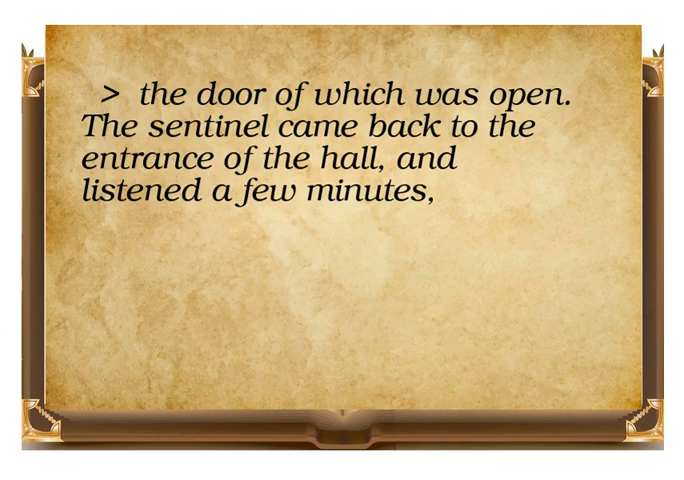 > the door of which was open.
The sentinel came back to the
entrance of the hall, and
listened a few minutes,